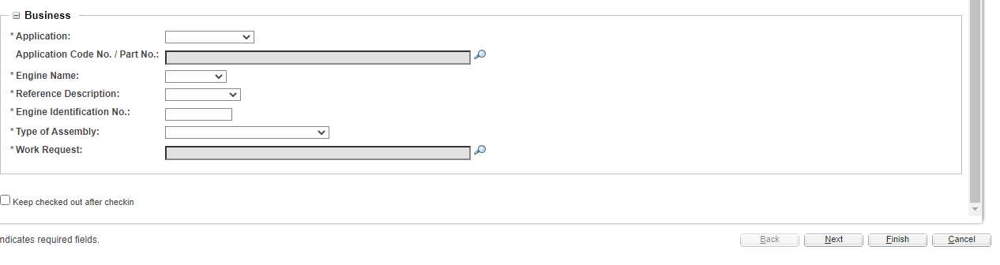 Business
* Application:
Application Code No. / Part No.:
* Engine Name:
* Reference Description:
* Engine Identification No.:
* Type of Assembly:
* Work Request:
Keep checked out after checkin
ndicates required fields.
Back Next Finish Cancel